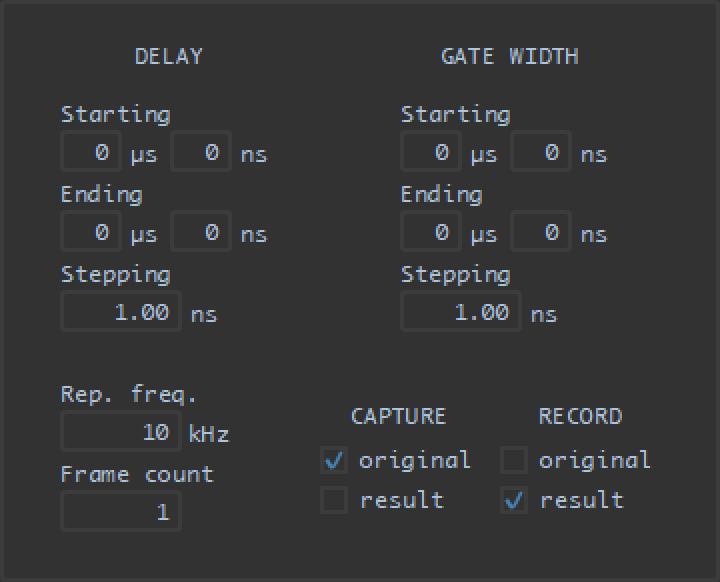 DELAY
GATE WIDTH
Starting
0 µs 0 ns
Ending
0 µs 0 ns
Stepping
1.00 ns
Starting
0 µs 0 ns
Ending
0 µs 0 ns
Stepping
1.00 ns
Rep. freq.
10 kHz
Frame count
1
CAPTURE
original
result
RECORD
original
result